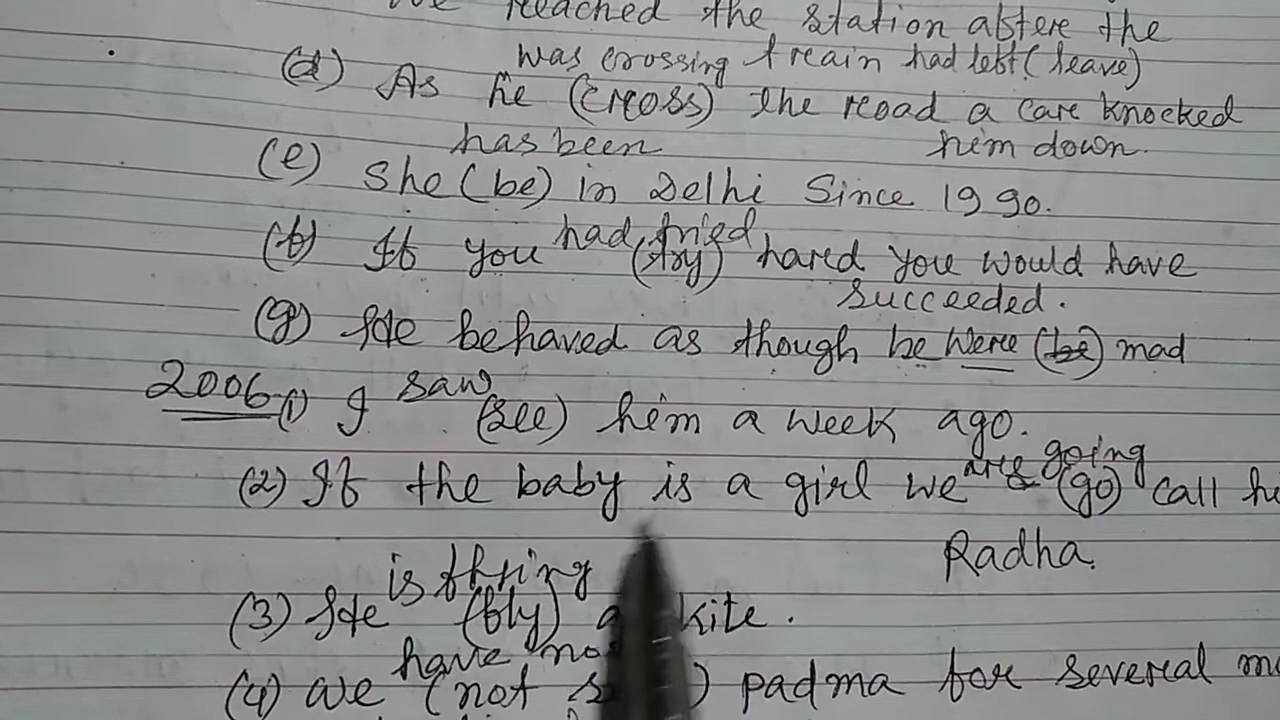 reached the station after the
was crossing train had left (leave)
(d) As he (cross) the road a car knocked
has been him down.
(e) She (be) in Delhi Since 1990.
had tried
(f) If you (try) hard you would have
succeeded.
(g) He behaved as though he were (be) mad
2006 (1) I saw (see) him a week ago.
are going
(2) If the baby is a girl we (go) call
Radha.
is flying
(3) He (fly) a kite.
have not
(4) We (not ) padma for several